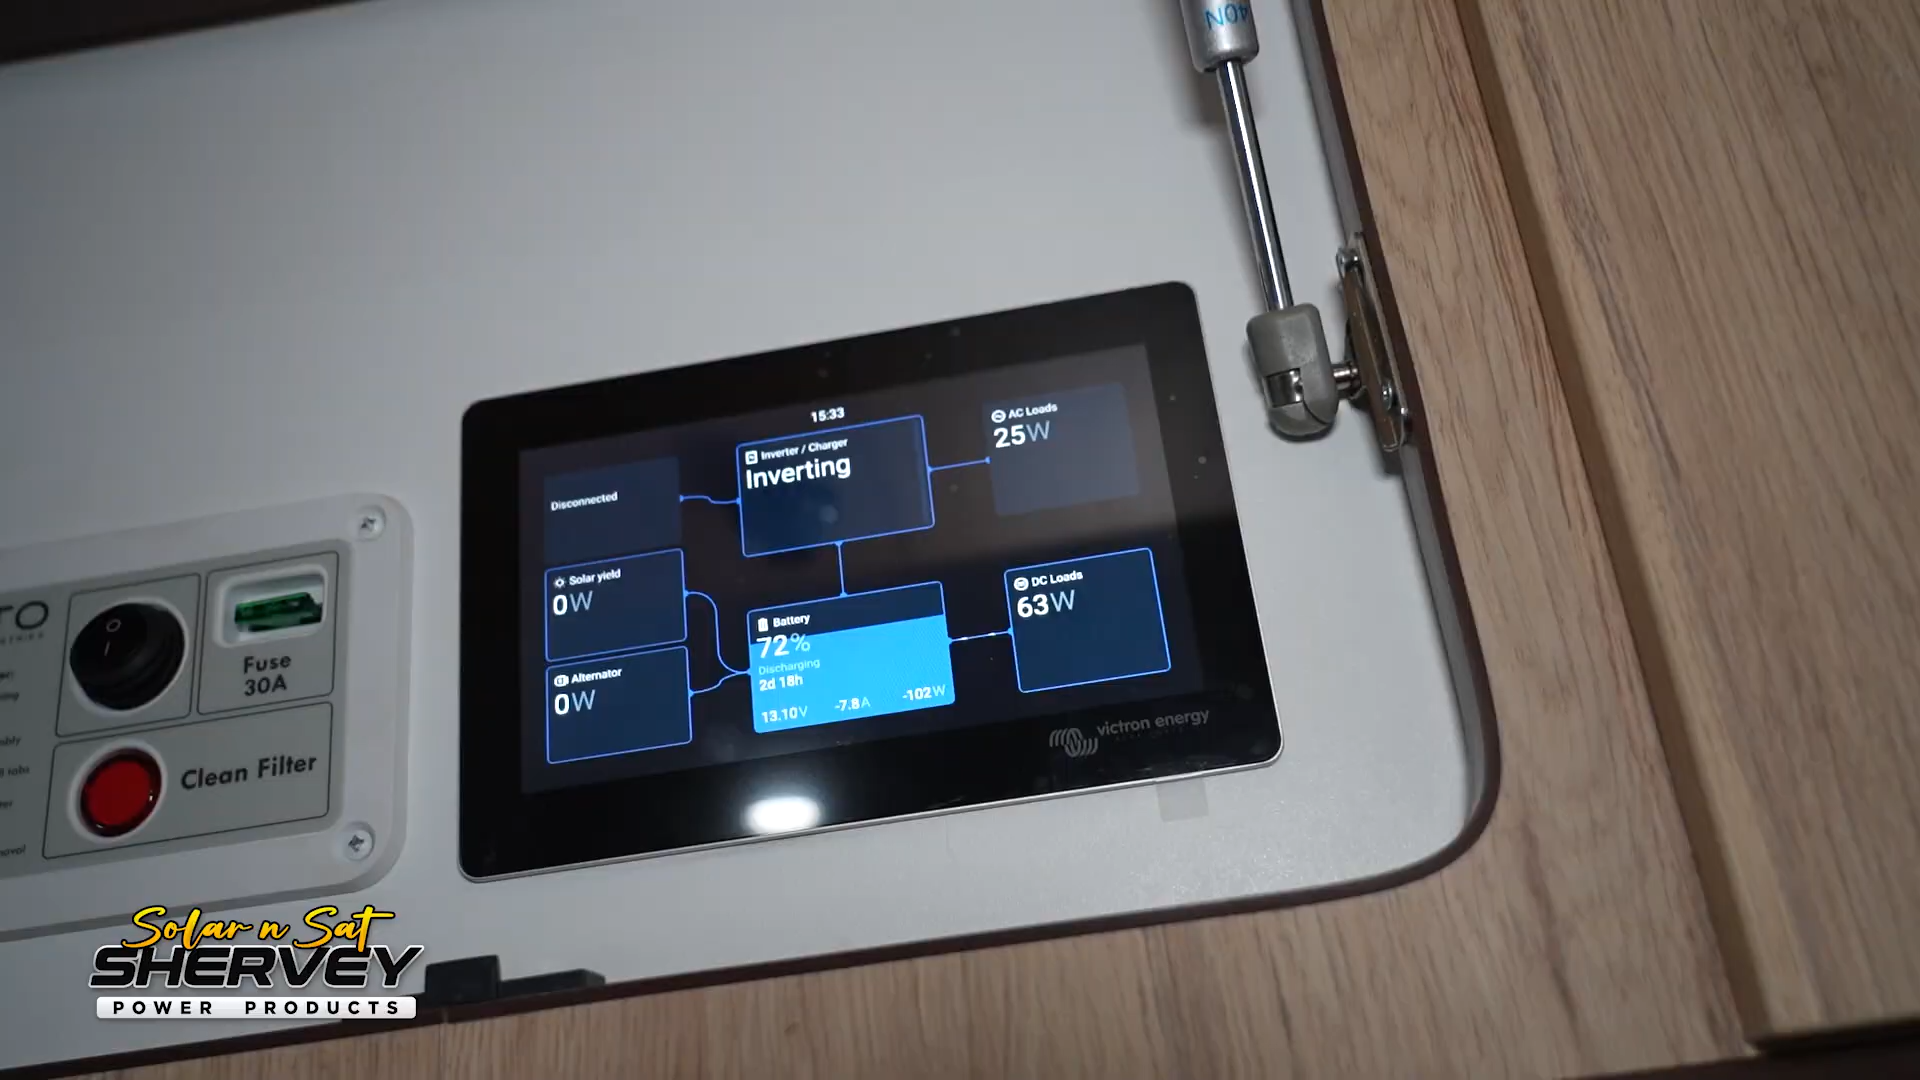 40N
15:33
Disconnected
Inverter / Charger
Inverting
AC Loads
25W
Solar yield
0W
Alternator
0W
Battery
72%
Discharging
2d 18h
13.10V -7.8A -102W
DC Loads
63W
victron energy
TO
Fuse
30A
Clean Filter
Solar n Sat
SHERVEY
POWER PRODUCTS